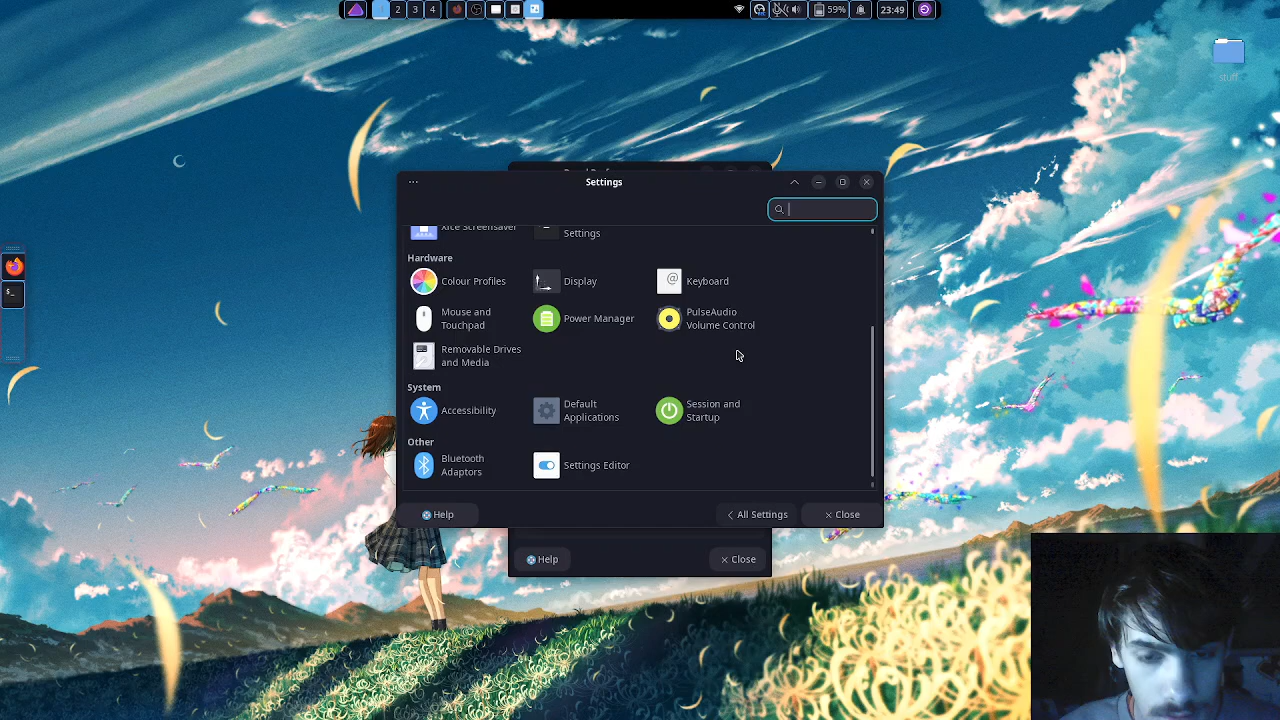 2 3 4
59%
23:49
stuff
Settings
Xfce Screensaver
Settings
Hardware
Colour Profiles
Display
Keyboard
Mouse and
Touchpad
Power Manager
PulseAudio
Volume Control
Removable Drives
and Media
System
Accessibility
Default
Applications
Session and
Startup
Other
Bluetooth
Adaptors
Settings Editor
Help
All Settings
Close
Help
Close